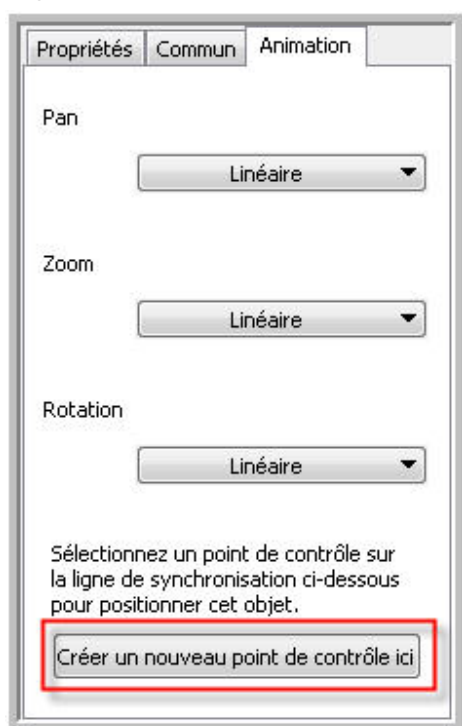 Propriétés Commun Animation
Pan
Linéaire
Zoom
Linéaire
Rotation
Linéaire
Sélectionnez un point de contrôle sur
la ligne de synchronisation ci-dessous
pour positionner cet objet.
Créer un nouveau point de contrôle ici